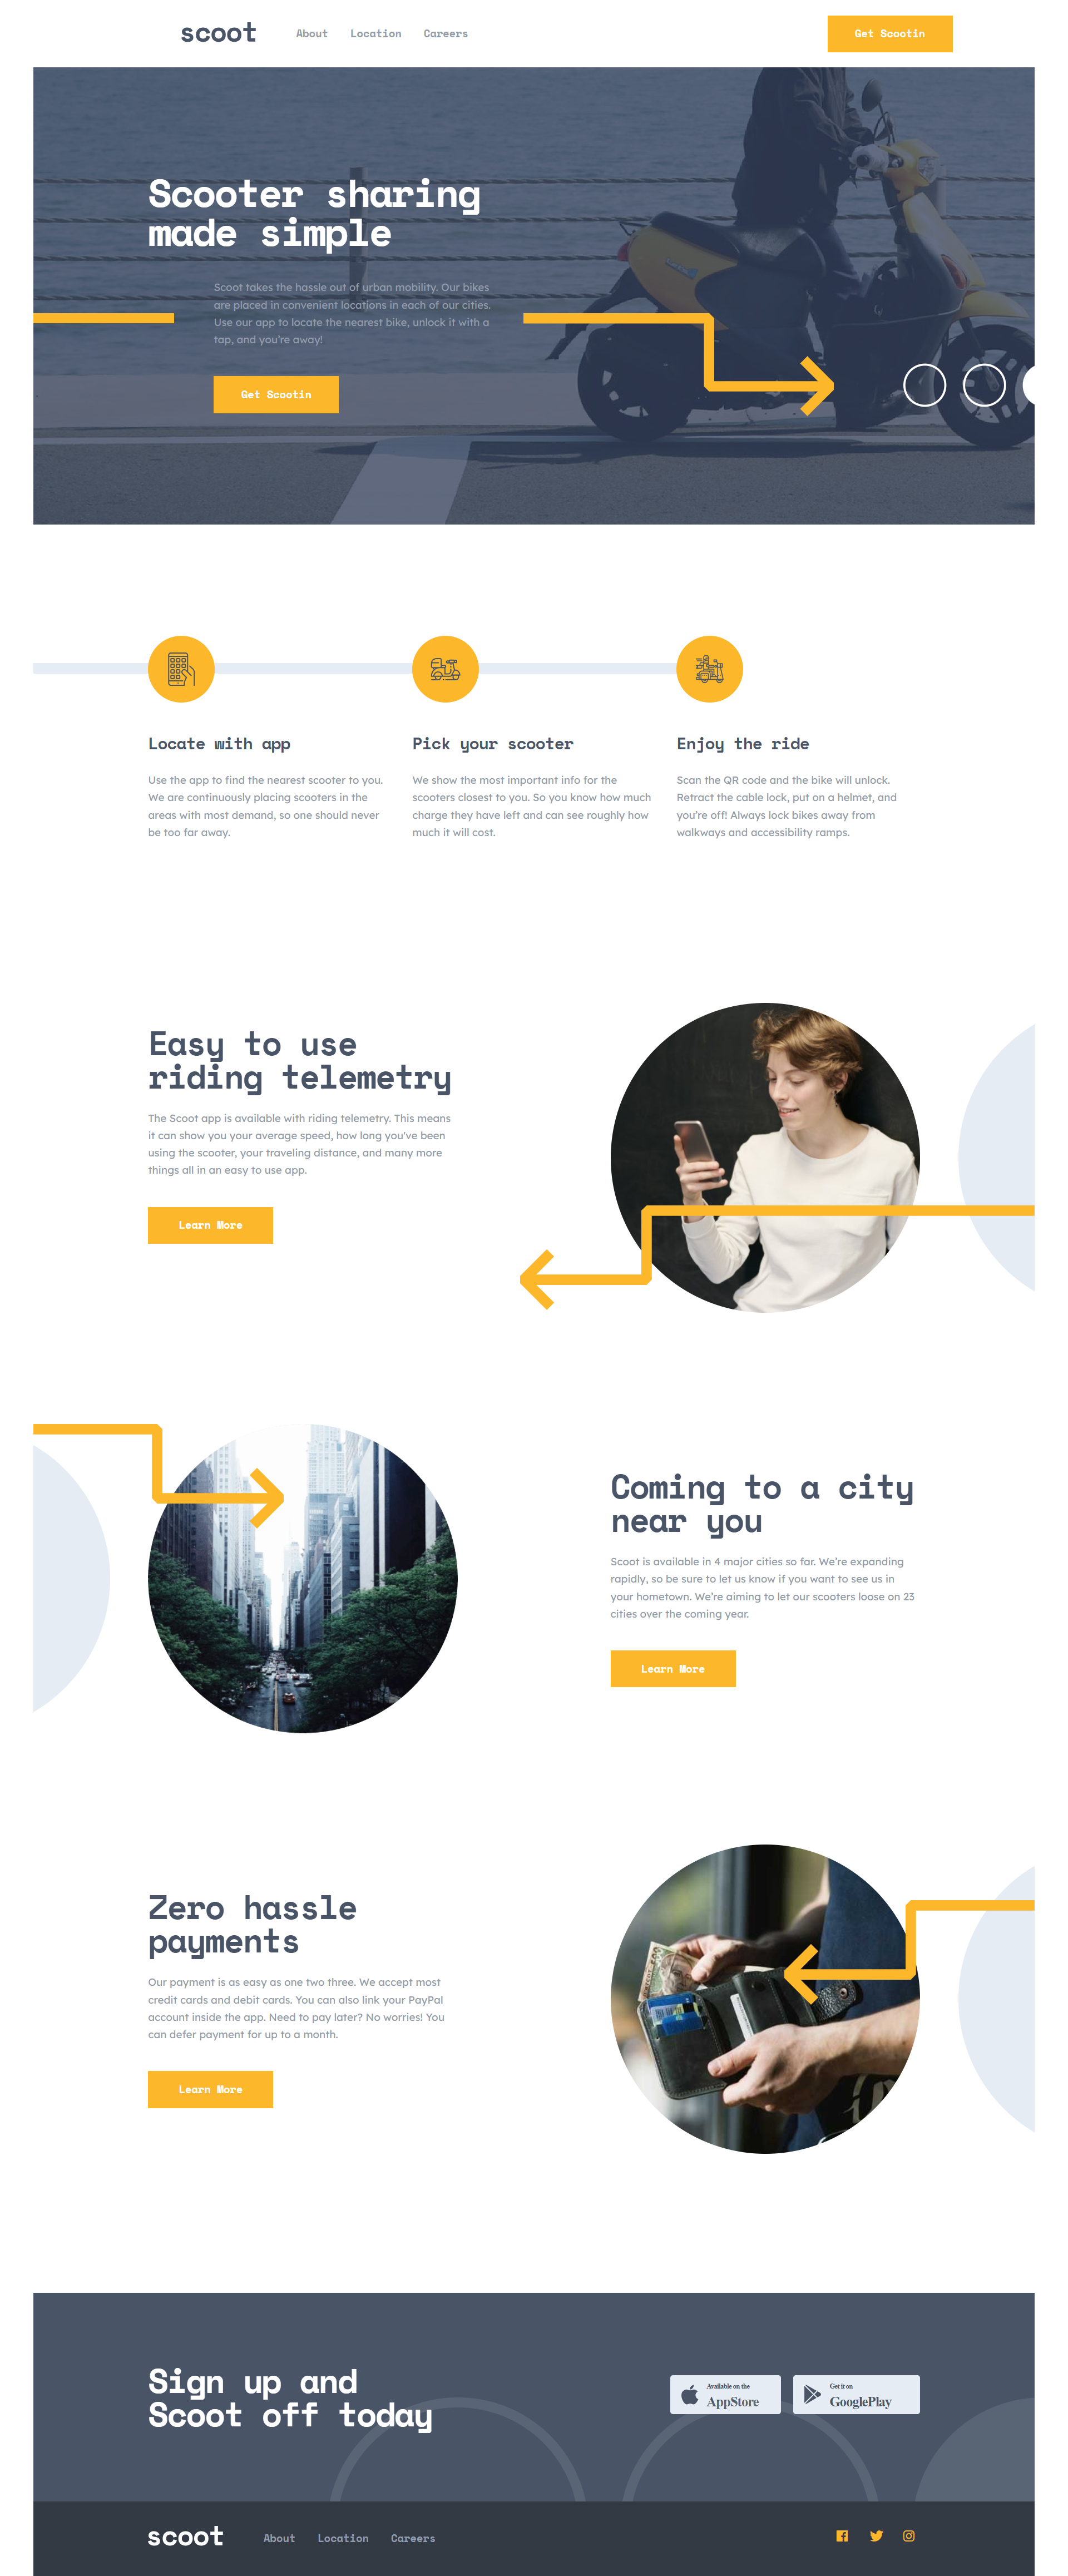 scoot
About
Location
Careers
Get Scootin
Scooter sharing
made simple
Scoot takes the hassle out of urban mobility. Our bikes
are placed in convenient locations in each of our cities.
Use our app to locate the nearest bike, unlock it with a
tap, and you're away!
Get Scootin
Locate with app
Use the app to find the nearest scooter to you.
We are continuously placing scooters in the
areas with most demand, so one should never
be too far away.
Pick your scooter
We show the most important info for the
scooters closest to you. So you know how much
charge they have left and can see roughly how
much it will cost.
Enjoy the ride
Scan the QR code and the bike will unlock.
Retract the cable lock, put on a helmet, and
you're off! Always lock bikes away from
walkways and accessibility ramps.
Easy to use
riding telemetry
The Scoot app is available with riding telemetry. This means
it can show you your average speed, how long you've been
using the scooter, your traveling distance, and many more
things all in an easy to use app.
Learn More
Coming to a city
near you
Scoot is available in 4 major cities so far. We're expanding
rapidly, so be sure to let us know if you want to see us in
your hometown. We're aiming to let our scooters loose on 23
cities over the coming year.
Learn More
Zero hassle
payments
Our payment is as easy as one two three. We accept most
credit cards and debit cards. You can also link your PayPal
account inside the app. Need to pay later? No worries! You
can defer payment for up to a month.
Learn More
Sign up and
Scoot off today
Available on the
AppStore
Get it on
GooglePlay
scoot
About
Location
Careers